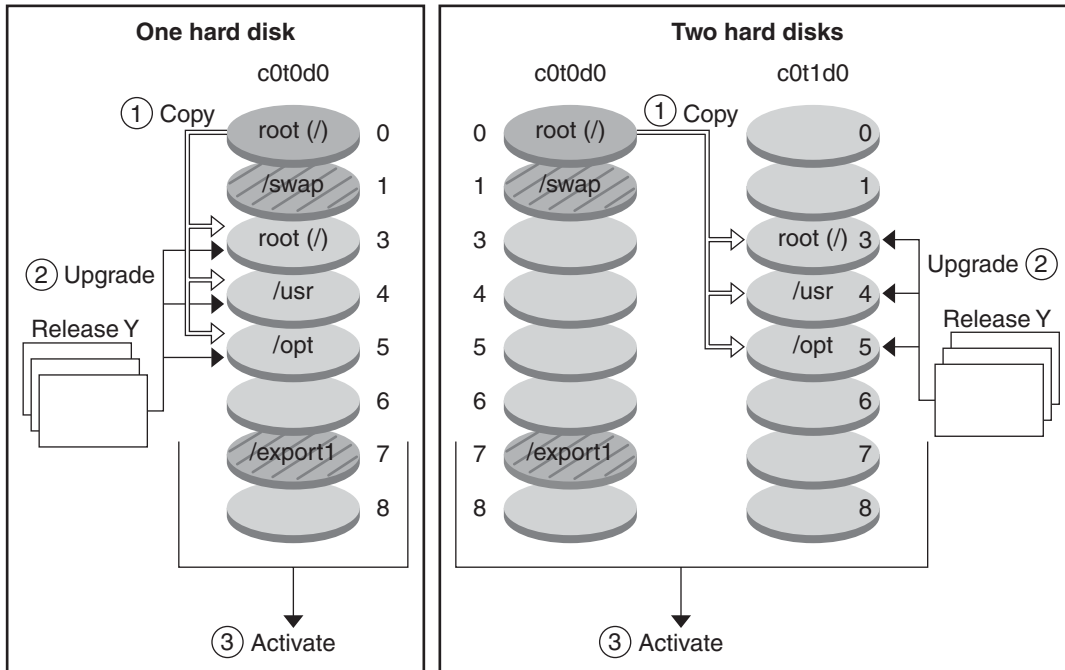 One hard disk
c0t0d0
1 Copy
root (/) 0
/swap 1
root (/) 3
2 Upgrade
/usr 4
Release Y
/opt 5
6
/export1 7
8
3 Activate
Two hard disks
c0t0d0 c0t1d0
1 Copy
0 root (/) 0
1 /swap 1
3 root (/) 3
Upgrade 2
4 /usr 4
Release Y
5 /opt 5
6 6
7 /export1 7
8 8
3 Activate